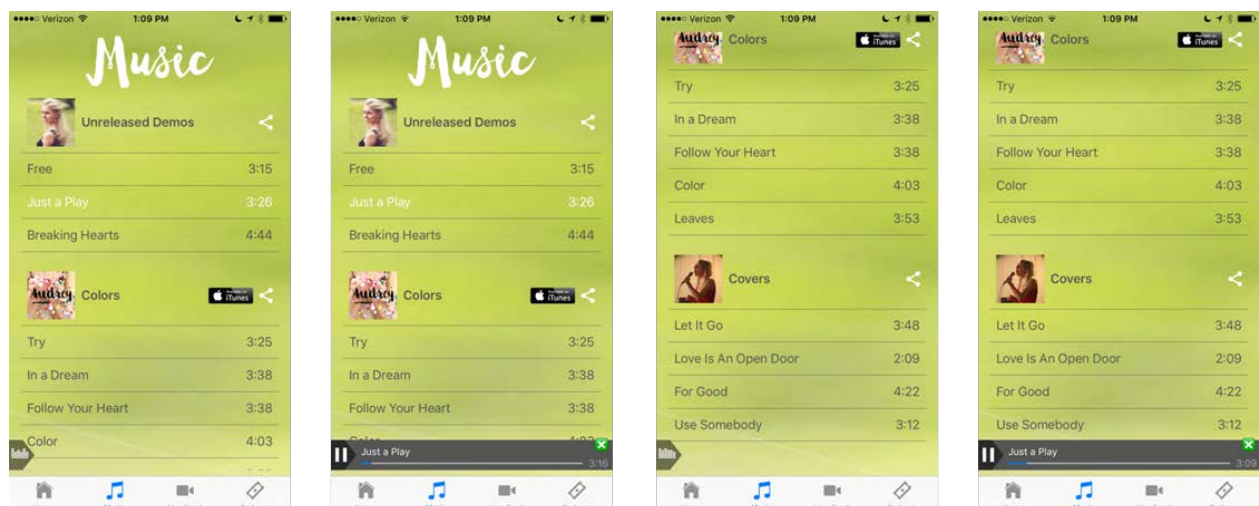 Verizon 1:09 PM
Music
Unreleased Demos
Free 3:15
Just a Play 3:26
Breaking Hearts 4:44
Audrey Colors iTunes
Try 3:25
In a Dream 3:38
Follow Your Heart 3:38
Color 4:03
Verizon 1:09 PM
Music
Unreleased Demos
Free 3:15
Just a Play 3:26
Breaking Hearts 4:44
Audrey Colors iTunes
Try 3:25
In a Dream 3:38
Follow Your Heart 3:38
Color 4:03
Just a Play
3:16
Verizon 1:09 PM
Audrey Colors iTunes
Try 3:25
In a Dream 3:38
Follow Your Heart 3:38
Color 4:03
Leaves 3:53
Covers
Let It Go 3:48
Love Is An Open Door 2:09
For Good 4:22
Use Somebody 3:12
Verizon 1:09 PM
Audrey Colors iTunes
Try 3:25
In a Dream 3:38
Follow Your Heart 3:38
Color 4:03
Leaves 3:53
Covers
Let It Go 3:48
Love Is An Open Door 2:09
For Good 4:22
Use Somebody 3:12
Just a Play
3:09